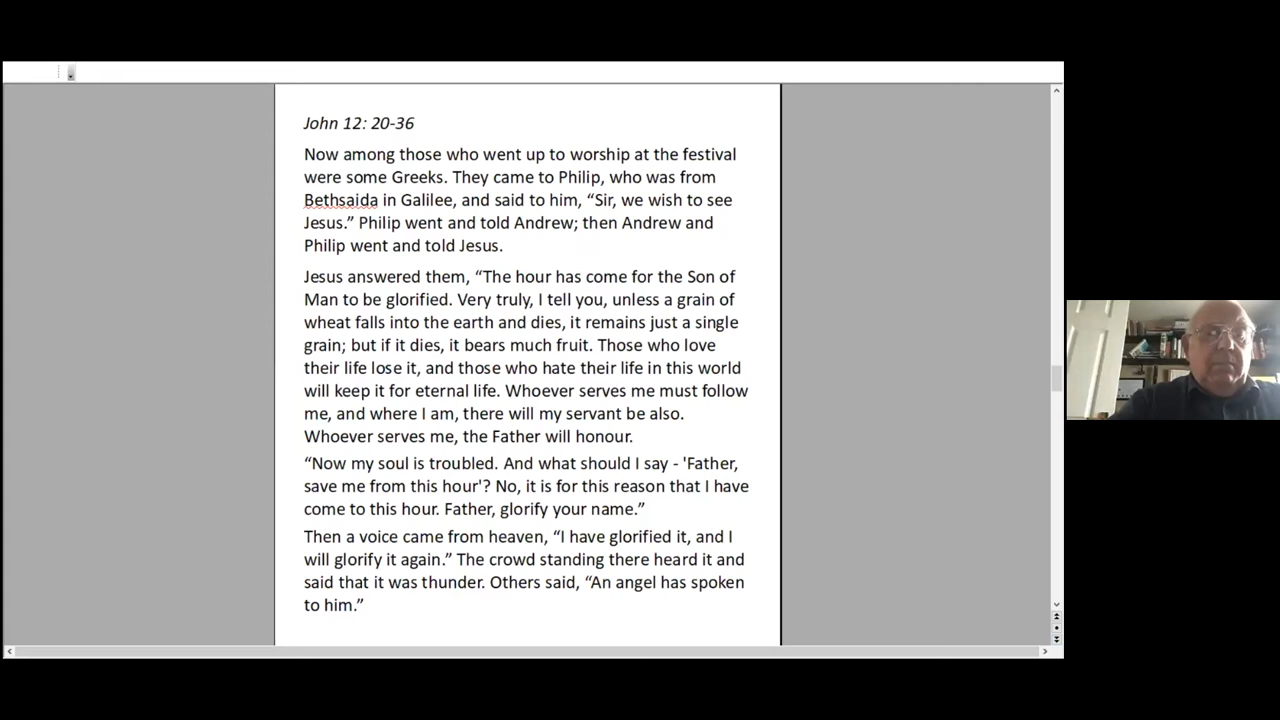 John 12: 20-36
Now among those who went up to worship at the festival
were some Greeks. They came to Philip, who was from
Bethsaida in Galilee, and said to him, “Sir, we wish to see
Jesus.” Philip went and told Andrew; then Andrew and
Philip went and told Jesus.
Jesus answered them, “The hour has come for the Son of
Man to be glorified. Very truly, I tell you, unless a grain of
wheat falls into the earth and dies, it remains just a single
grain; but if it dies, it bears much fruit. Those who love
their life lose it, and those who hate their life in this world
will keep it for eternal life. Whoever serves me must follow
me, and where I am, there will my servant be also.
Whoever serves me, the Father will honour.
“Now my soul is troubled. And what should I say - 'Father,
save me from this hour'? No, it is for this reason that I have
come to this hour. Father, glorify your name.”
Then a voice came from heaven, “I have glorified it, and I
will glorify it again.” The crowd standing there heard it and
said that it was thunder. Others said, “An angel has spoken
to him.”